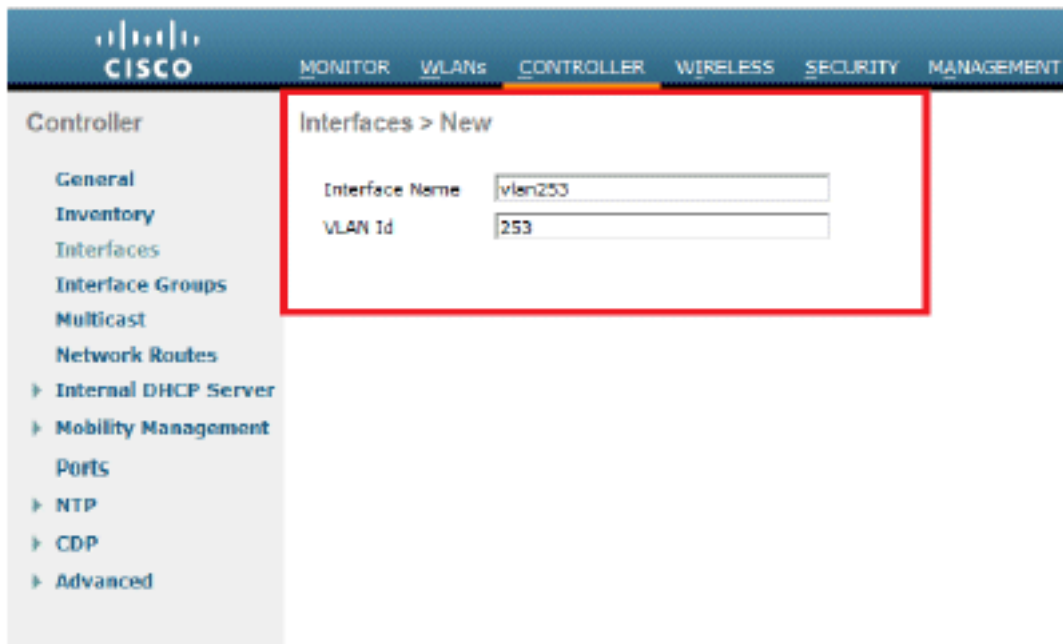 CISCO
MONITOR WLANs CONTROLLER WIRELESS SECURITY MANAGEMENT
Controller
General
Inventory
Interfaces
Interface Groups
Multicast
Network Routes
Internal DHCP Server
Mobility Management
Ports
NTP
CDP
Advanced
Interfaces > New
Interface Name vlan253
VLAN Id 253